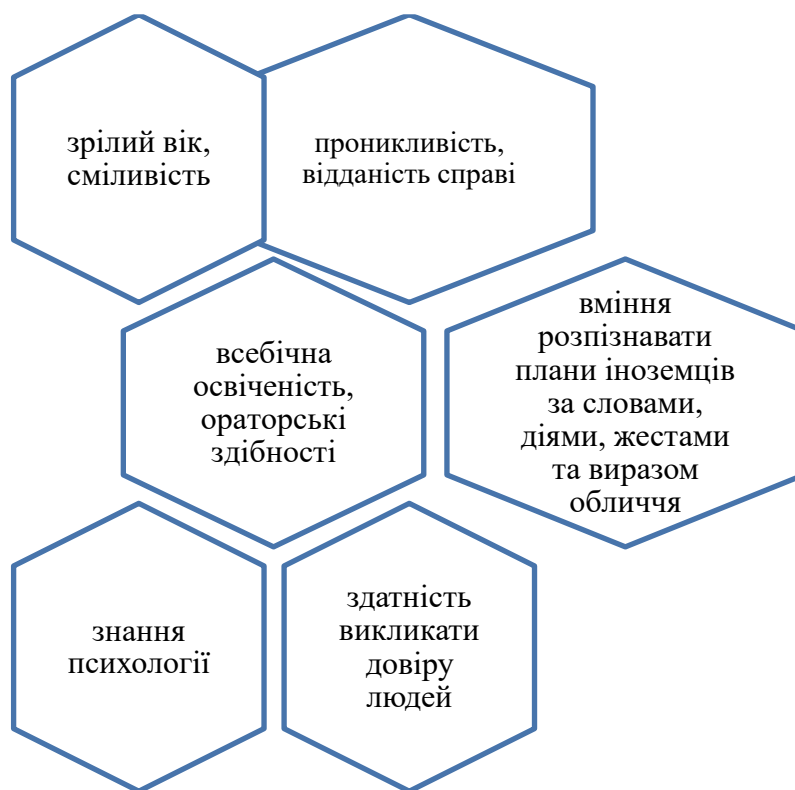 зрілий вік,
сміливість
проникливість,
відданість справі
всебічна
освіченість,
ораторські
здібності
вміння
розпізнавати
плани іноземців
за словами,
діями, жестами
та виразом
обличчя
знання
психології
здатність
викликати
довіру
людей